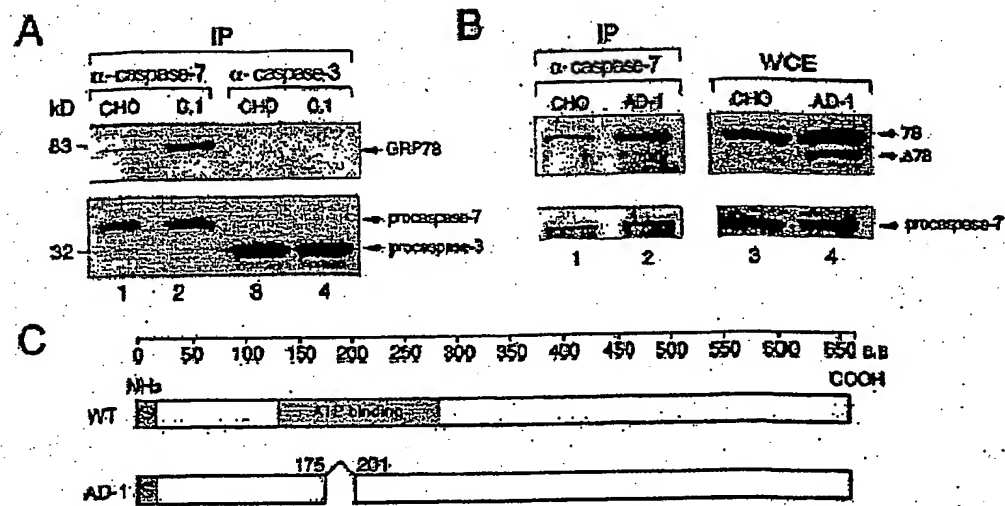 A
IP
α-caspase-7 α-caspase-3
kD CHO C.1 CHO C.1
83
GRP78
procaspase-7
32
procaspase-3
1 2 3 4
B
IP
α-caspase-7
WCE
CHO AD-1 CHO AD-1
78
Δ78
procaspase-7
1 2 3 4
C
0 50 100 150 200 250 300 350 400 450 500 550 600 650 a.a
NH₂
COOH
WT
ATP binding
175 201
AD-1